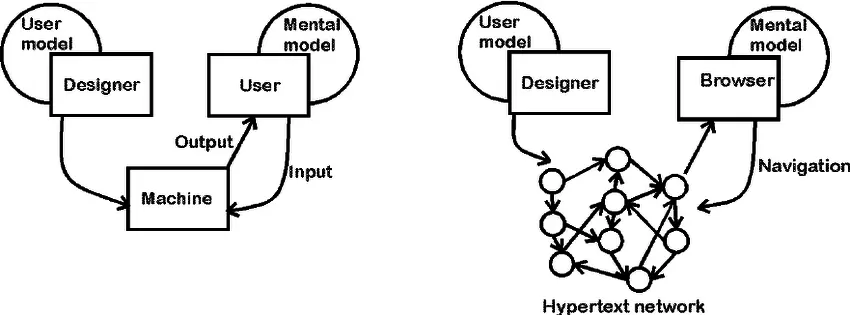 User
model
Designer
Mental
model
User
Output
Input
Machine
User
model
Designer
Mental
model
Browser
Navigation
Hypertext network